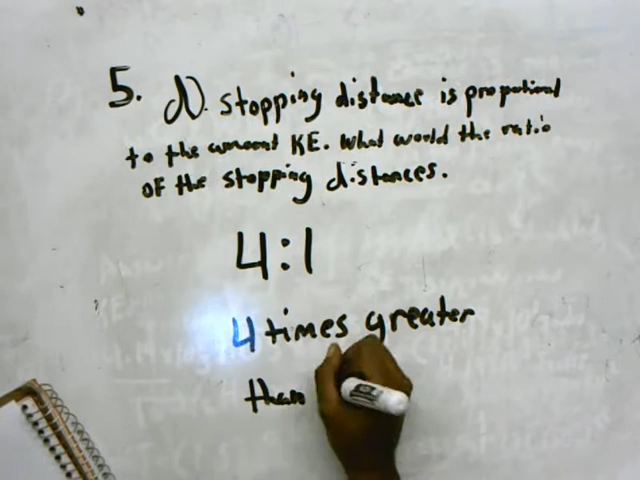 5. d). stopping distance is proportional
to the amount KE. What would the ratio
OF the stopping distances.
4:1
4 times greater
than